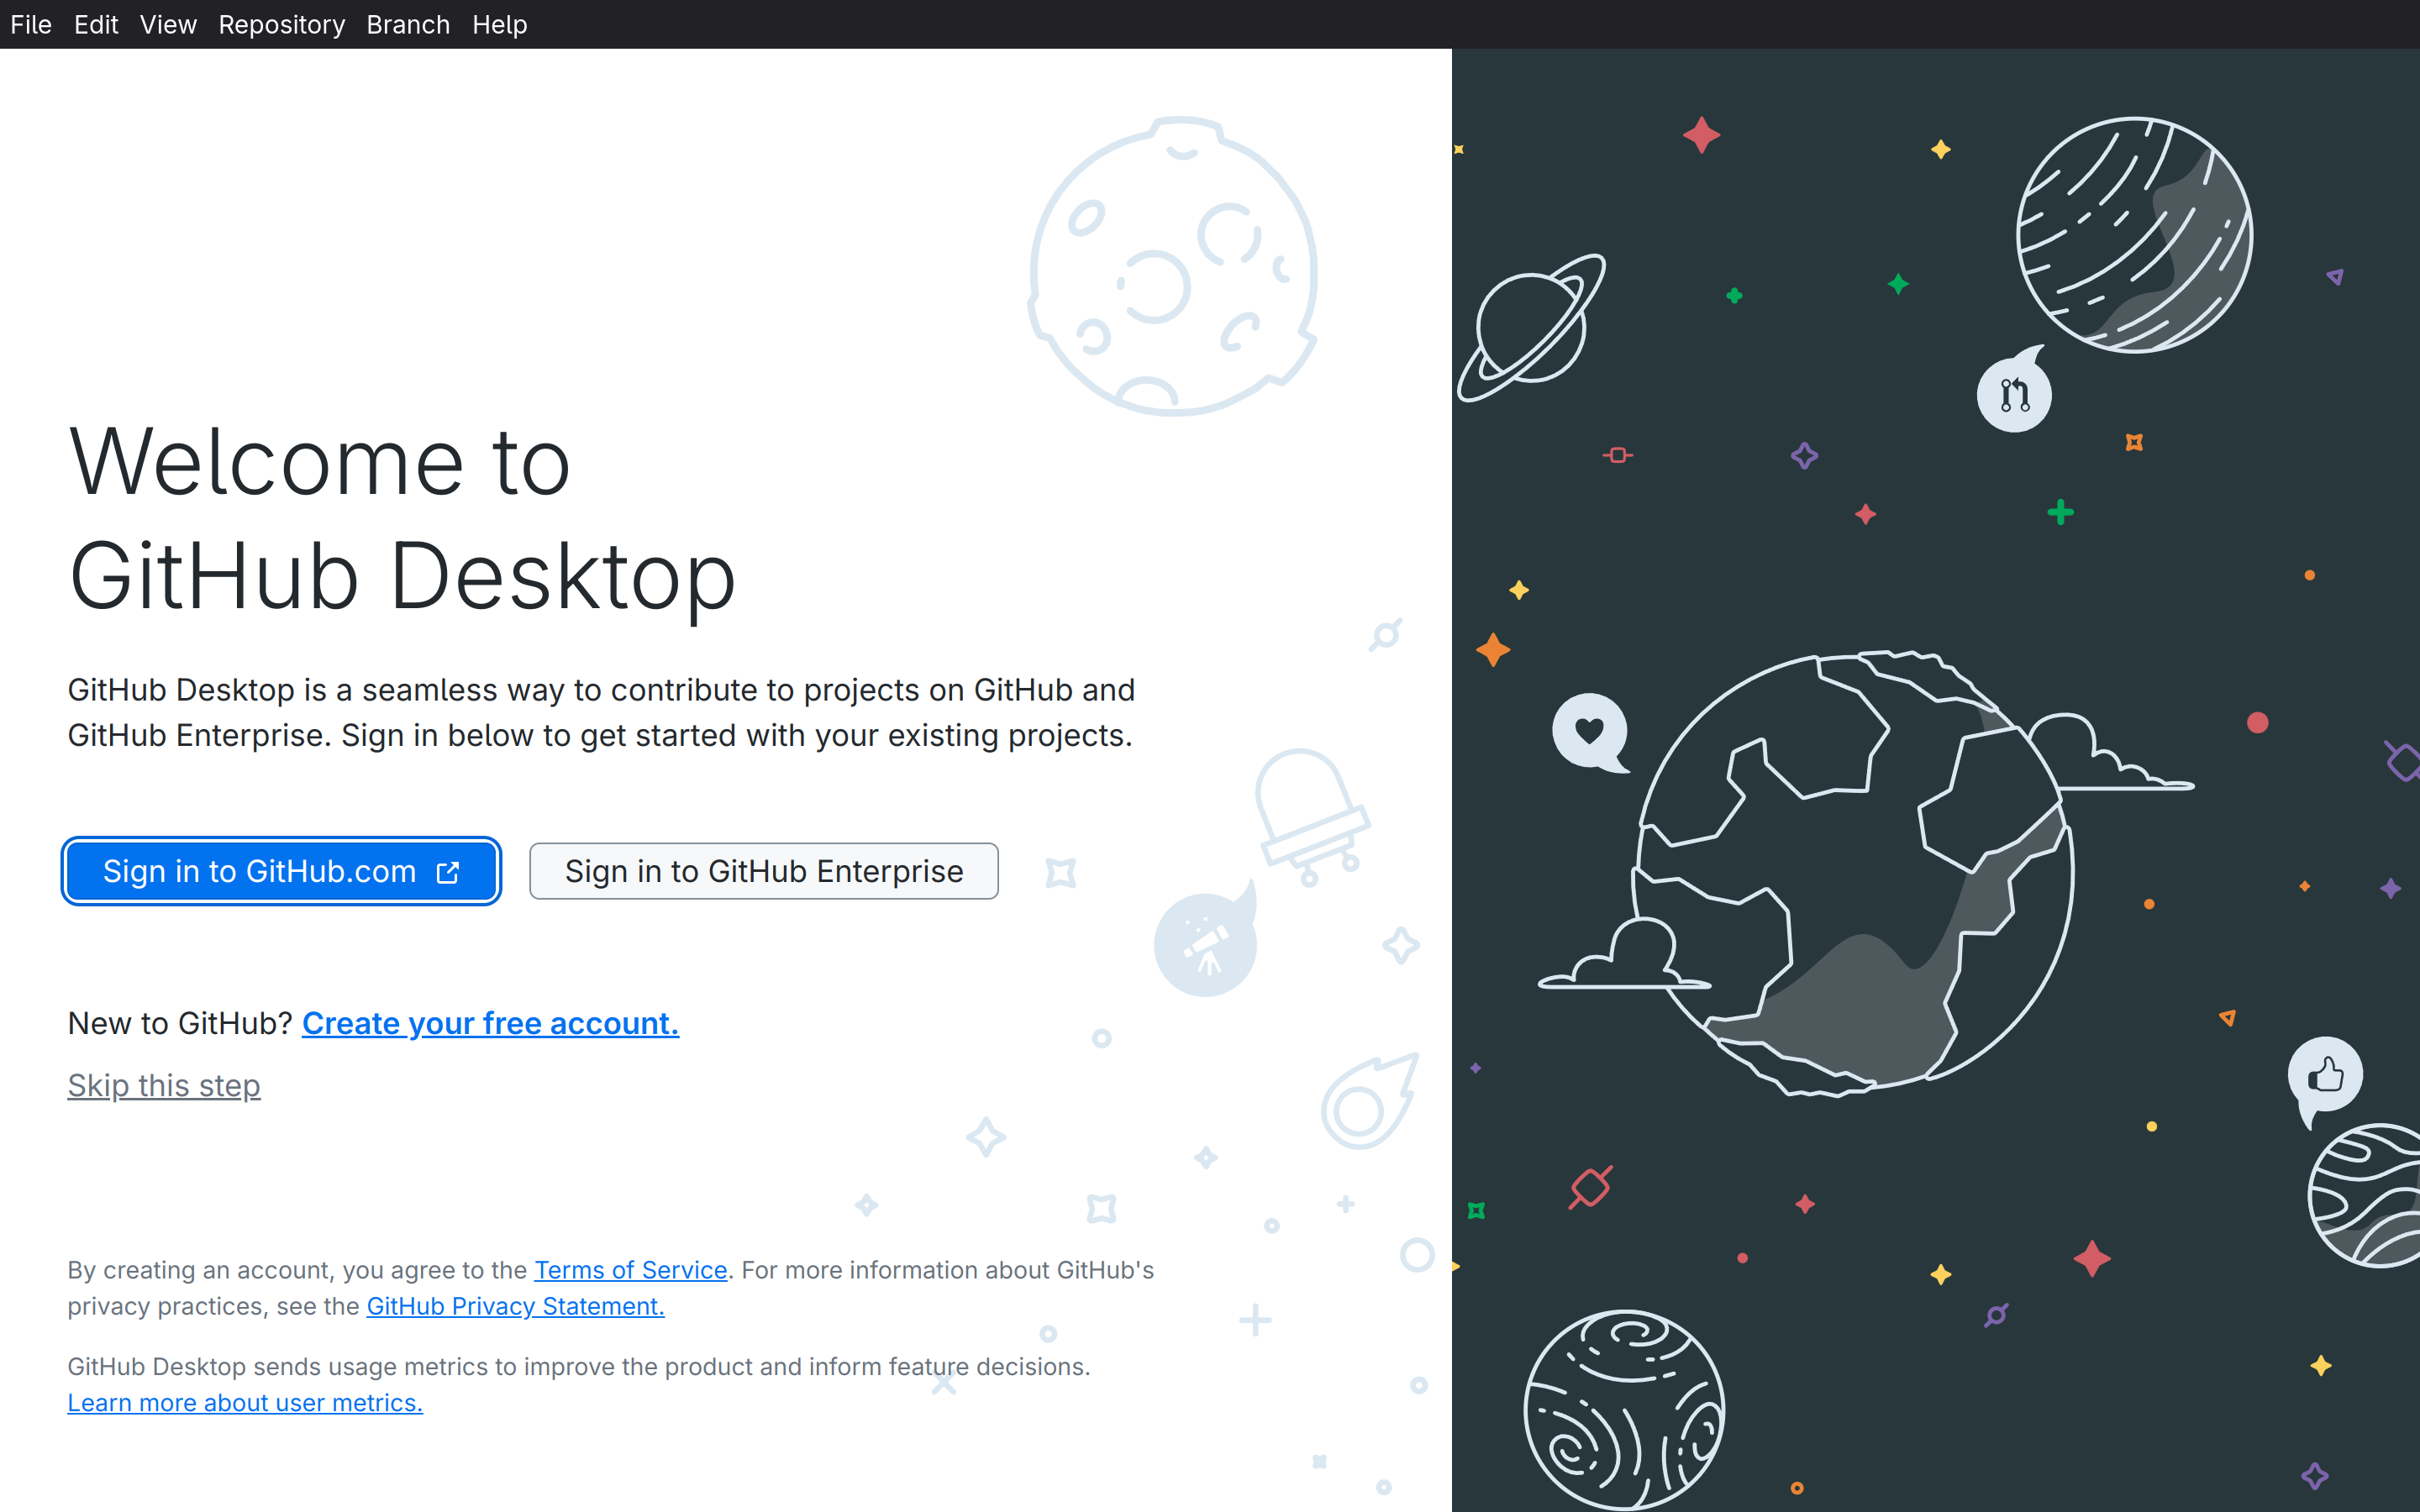 File Edit View Repository Branch Help
Welcome to
GitHub Desktop
GitHub Desktop is a seamless way to contribute to projects on GitHub and
GitHub Enterprise. Sign in below to get started with your existing projects.
Sign in to GitHub.com Sign in to GitHub Enterprise
New to GitHub? Create your free account.
Skip this step
By creating an account, you agree to the Terms of Service. For more information about GitHub's
privacy practices, see the GitHub Privacy Statement.
GitHub Desktop sends usage metrics to improve the product and inform feature decisions.
Learn more about user metrics.